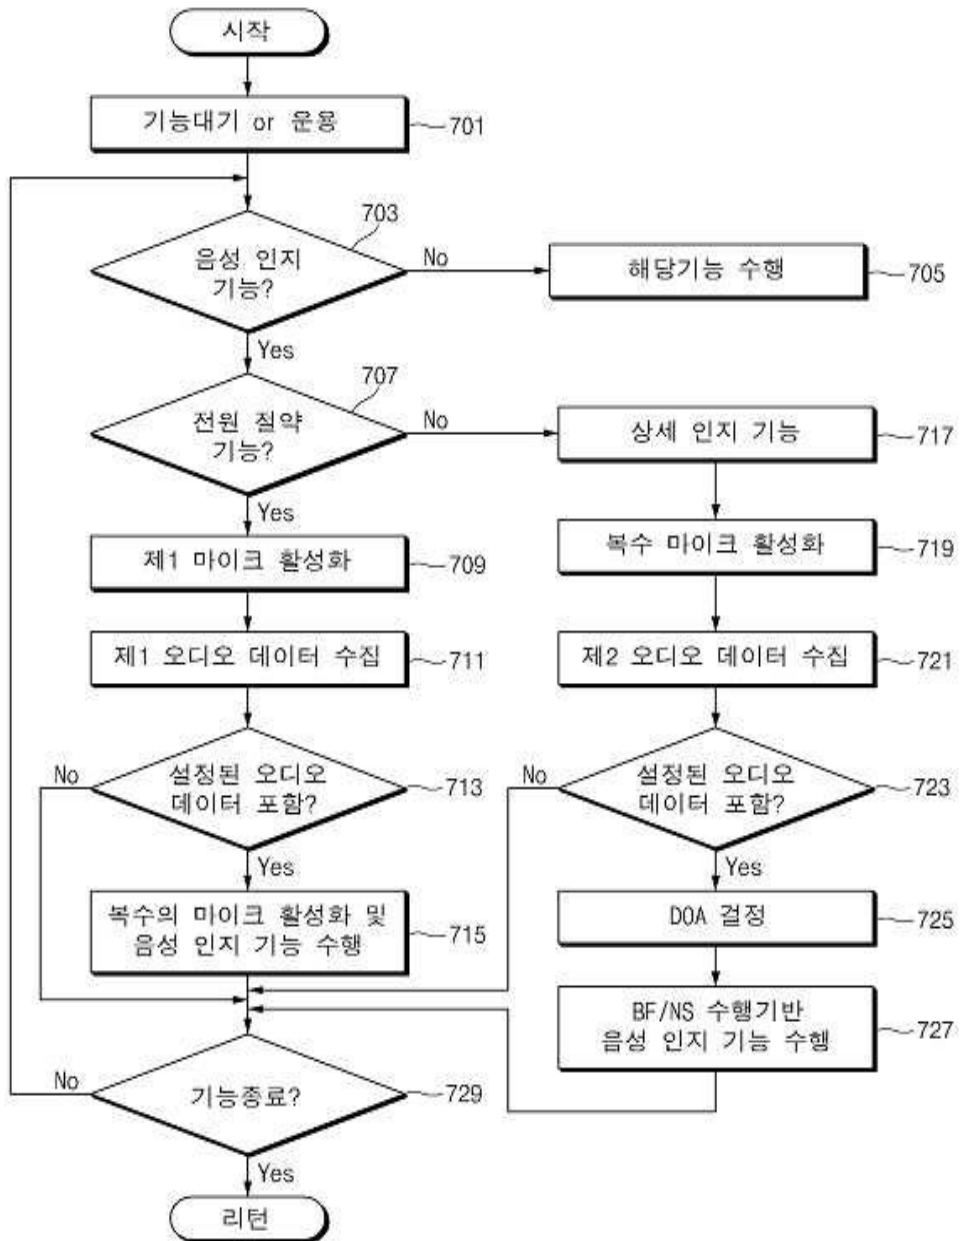 시작
기능대기 or 운용
701
703
음성 인지
기능?
No
해당기능 수행
705
Yes
707
전원 절약
기능?
No
상세 인지 기능
717
Yes
제1 마이크 활성화
709
복수 마이크 활성화
719
제1 오디오 데이터 수집
711
제2 오디오 데이터 수집
721
No
설정된 오디오
데이터 포함?
713
No
설정된 오디오
데이터 포함?
723
Yes
Yes
복수의 마이크 활성화 및
음성 인지 기능 수행
715
DOA 결정
725
BF/NS 수행기반
음성 인지 기능 수행
727
No
기능종료?
729
Yes
리턴